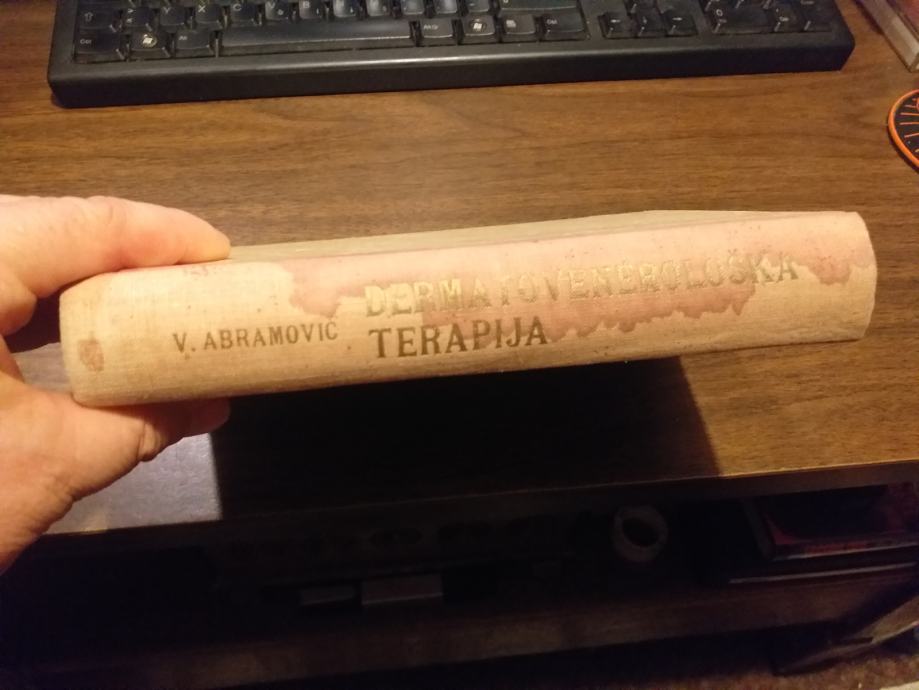 V. ABRAMOVIĆ
DERMATOVENEROLOŠKA
TERAPIJA